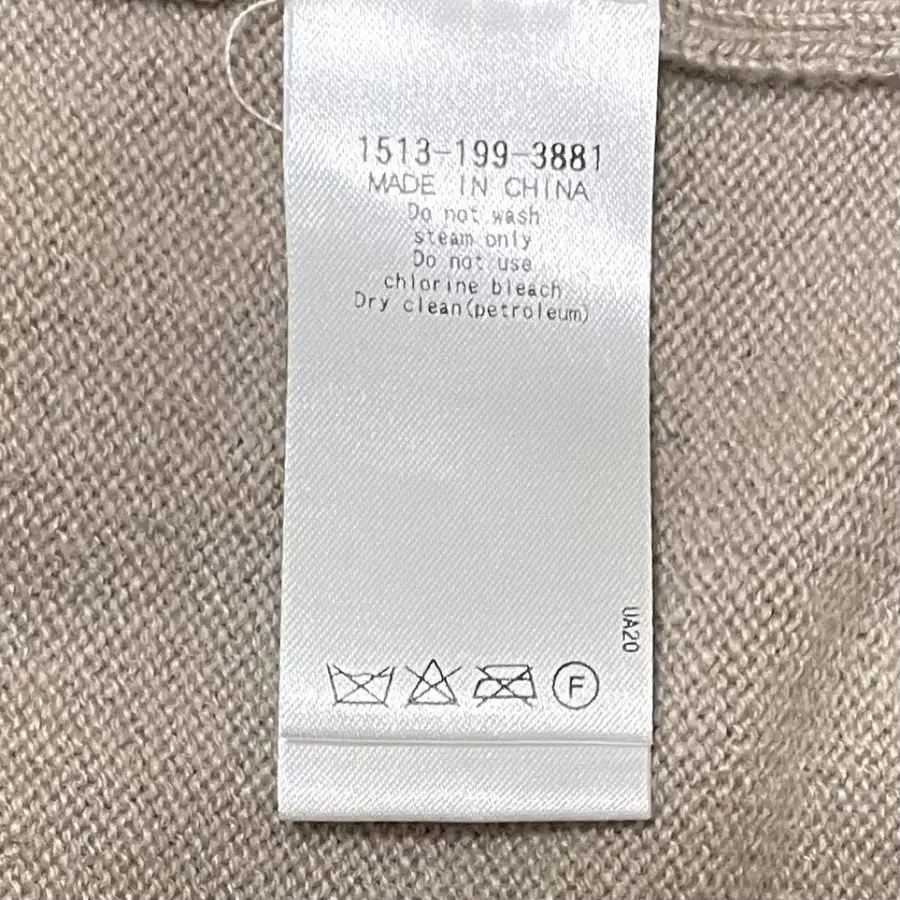 1513-199-3881
MADE IN CHINA
Do not wash
steam only
Do not use
chlorine bleach
Dry clean(petroleum)
UA20
F